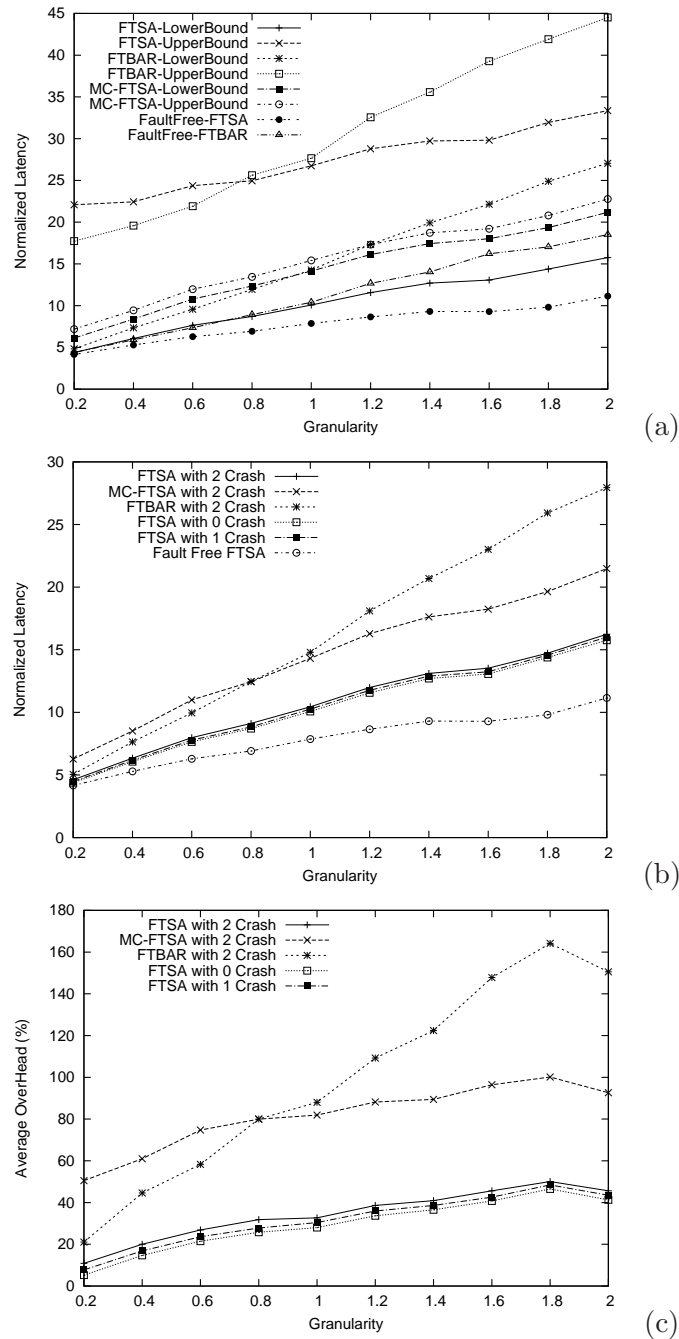 45
40
35
30
25
20
15
10
5
0
Normalized Latency
FTSA-LowerBound
FTSA-UpperBound
FTBAR-LowerBound
FTBAR-UpperBound
MC-FTSA-LowerBound
MC-FTSA-UpperBound
FaultFree-FTSA
FaultFree-FTBAR
0.2 0.4 0.6 0.8 1 1.2 1.4 1.6 1.8 2
Granularity
(a)
30
25
20
15
10
5
0
Normalized Latency
FTSA with 2 Crash
MC-FTSA with 2 Crash
FTBAR with 2 Crash
FTSA with 0 Crash
FTSA with 1 Crash
Fault Free FTSA
0.2 0.4 0.6 0.8 1 1.2 1.4 1.6 1.8 2
Granularity
(b)
180
160
140
120
100
80
60
40
20
0
Average OverHead (%)
FTSA with 2 Crash
MC-FTSA with 2 Crash
FTBAR with 2 Crash
FTSA with 0 Crash
FTSA with 1 Crash
0.2 0.4 0.6 0.8 1 1.2 1.4 1.6 1.8 2
Granularity
(c)